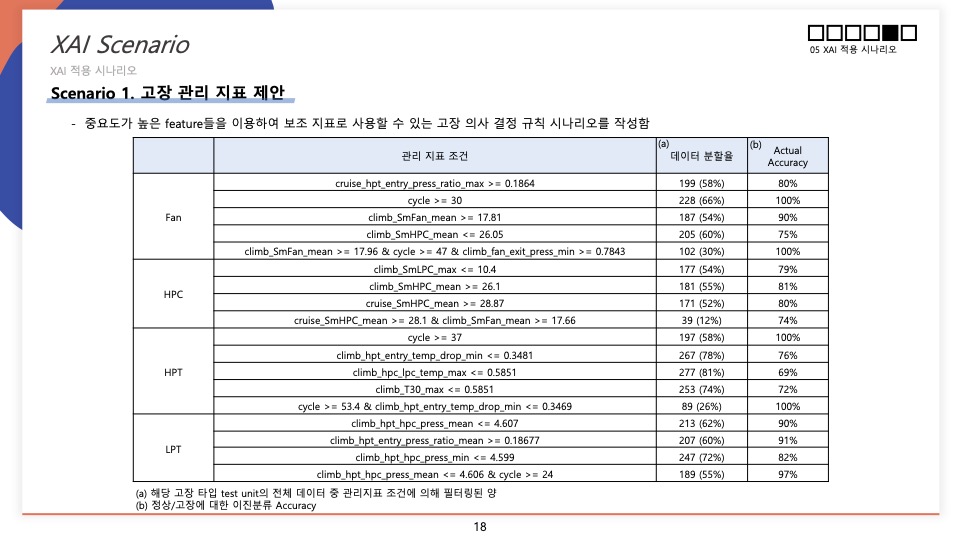 XAI Scenario
XAI 적용 시나리오
05 XAI 적용 시나리오
Scenario 1. 고장 관리 지표 제안
- 중요도가 높은 feature들을 이용하여 보조 지표로 사용할 수 있는 고장 의사 결정 규칙 시나리오를 작성함
관리 지표 조건 (a) 데이터 분할율 (b) Actual Accuracy
Fan
cruise_hpt_entry_press_ratio_max >= 0.1864 199 (58%) 80%
cycle >= 30 228 (66%) 100%
climb_SmFan_mean >= 17.81 187 (54%) 90%
climb_SmHPC_mean <= 26.05 205 (60%) 75%
climb_SmFan_mean >= 17.96 & cycle >= 47 & climb_fan_exit_press_min >= 0.7843 102 (30%) 100%
HPC
climb_SmLPC_max <= 10.4 177 (54%) 79%
climb_SmHPC_mean >= 26.1 181 (55%) 81%
cruise_SmHPC_mean >= 28.87 171 (52%) 80%
cruise_SmHPC_mean >= 28.1 & climb_SmFan_mean >= 17.66 39 (12%) 74%
HPT
cycle >= 37 197 (58%) 100%
climb_hpt_entry_temp_drop_min <= 0.3481 267 (78%) 76%
climb_hpc_lpc_temp_max <= 0.5851 277 (81%) 69%
climb_T30_max <= 0.5851 253 (74%) 72%
cycle >= 53.4 & climb_hpt_entry_temp_drop_min <= 0.3469 89 (26%) 100%
LPT
climb_hpt_hpc_press_mean <= 4.607 213 (62%) 90%
climb_hpt_entry_press_ratio_mean >= 0.18677 207 (60%) 91%
climb_hpt_hpc_press_min <= 4.599 247 (72%) 82%
climb_hpt_hpc_press_mean <= 4.606 & cycle >= 24 189 (55%) 97%
(a) 해당 고장 타입 test unit의 전체 데이터 중 관리지표 조건에 의해 필터링된 양
(b) 정상/고장에 대한 이진분류 Accuracy
18